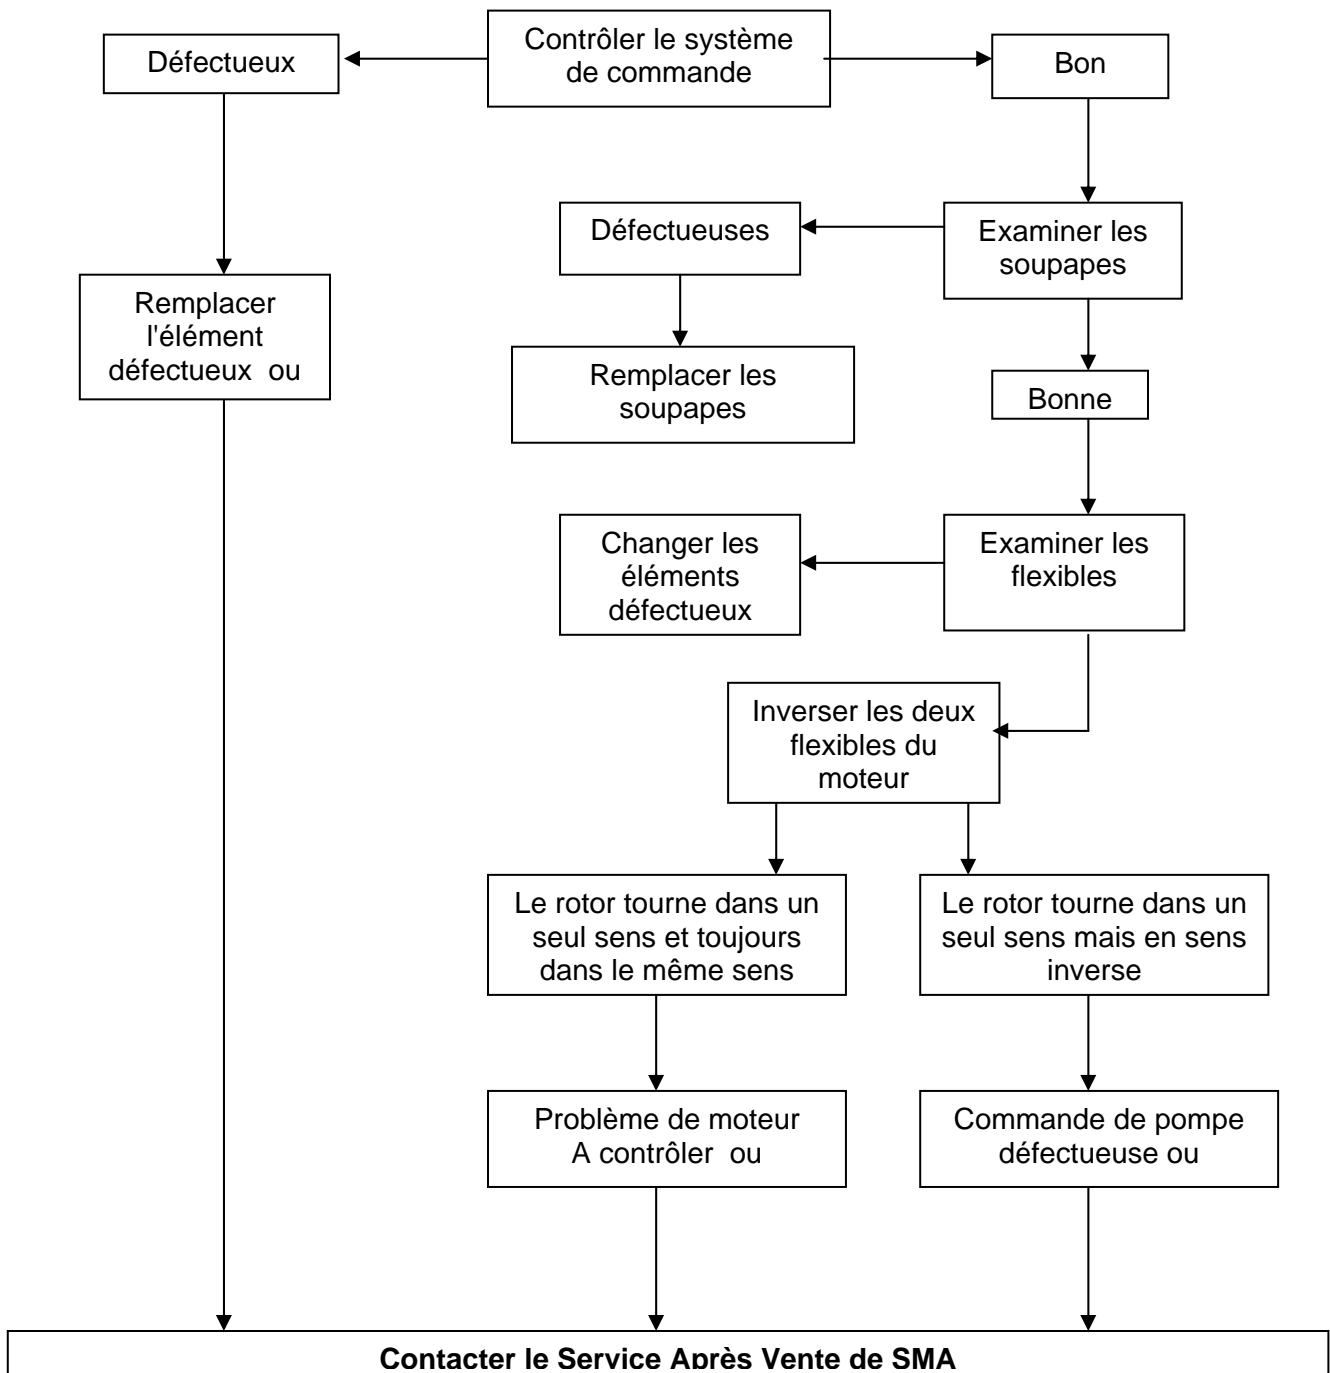 Contrôler le système
de commande
Défectueux
Bon
Défectueuses
Examiner les
soupapes
Remplacer
l'élément
défectueux ou
Remplacer les
soupapes
Bonne
Changer les
éléments
défectueux
Examiner les
flexibles
Inverser les deux
flexibles du
moteur
Le rotor tourne dans un
seul sens et toujours
dans le même sens
Le rotor tourne dans un
seul sens mais en sens
inverse
Problème de moteur
A contrôler ou
Commande de pompe
défectueuse ou
Contacter le Service Après Vente de SMA